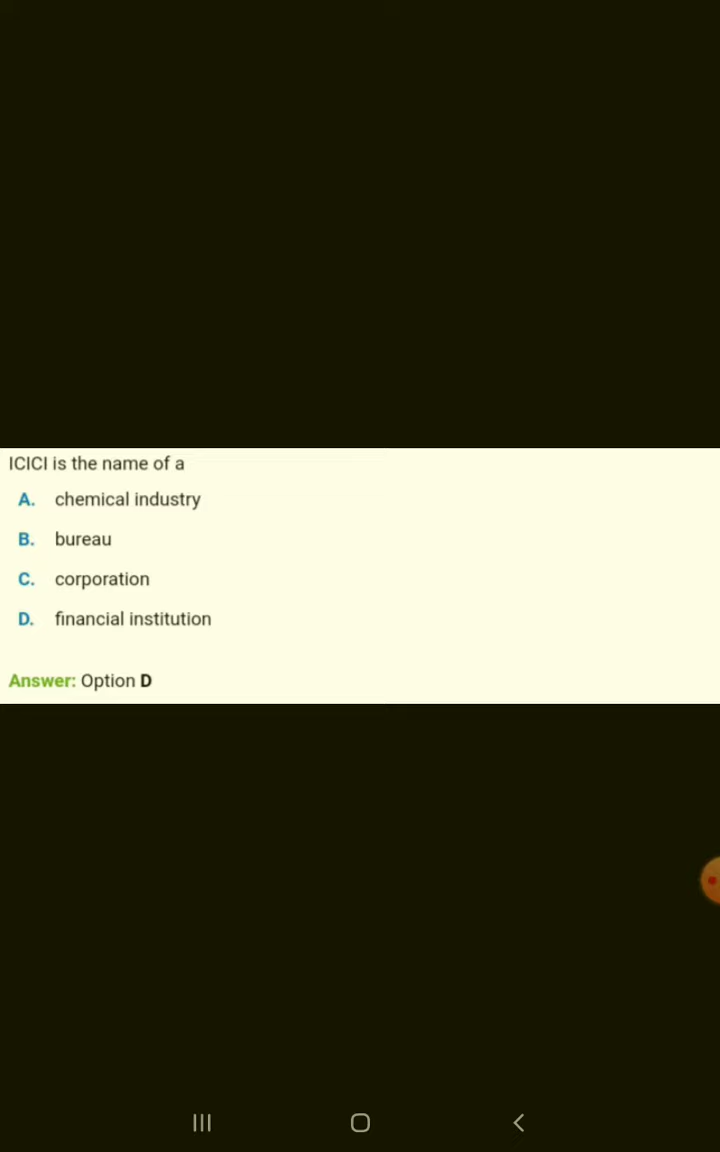 ICICI is the name of a
A. chemical industry
B. bureau
C. corporation
D. financial institution
Answer: Option D